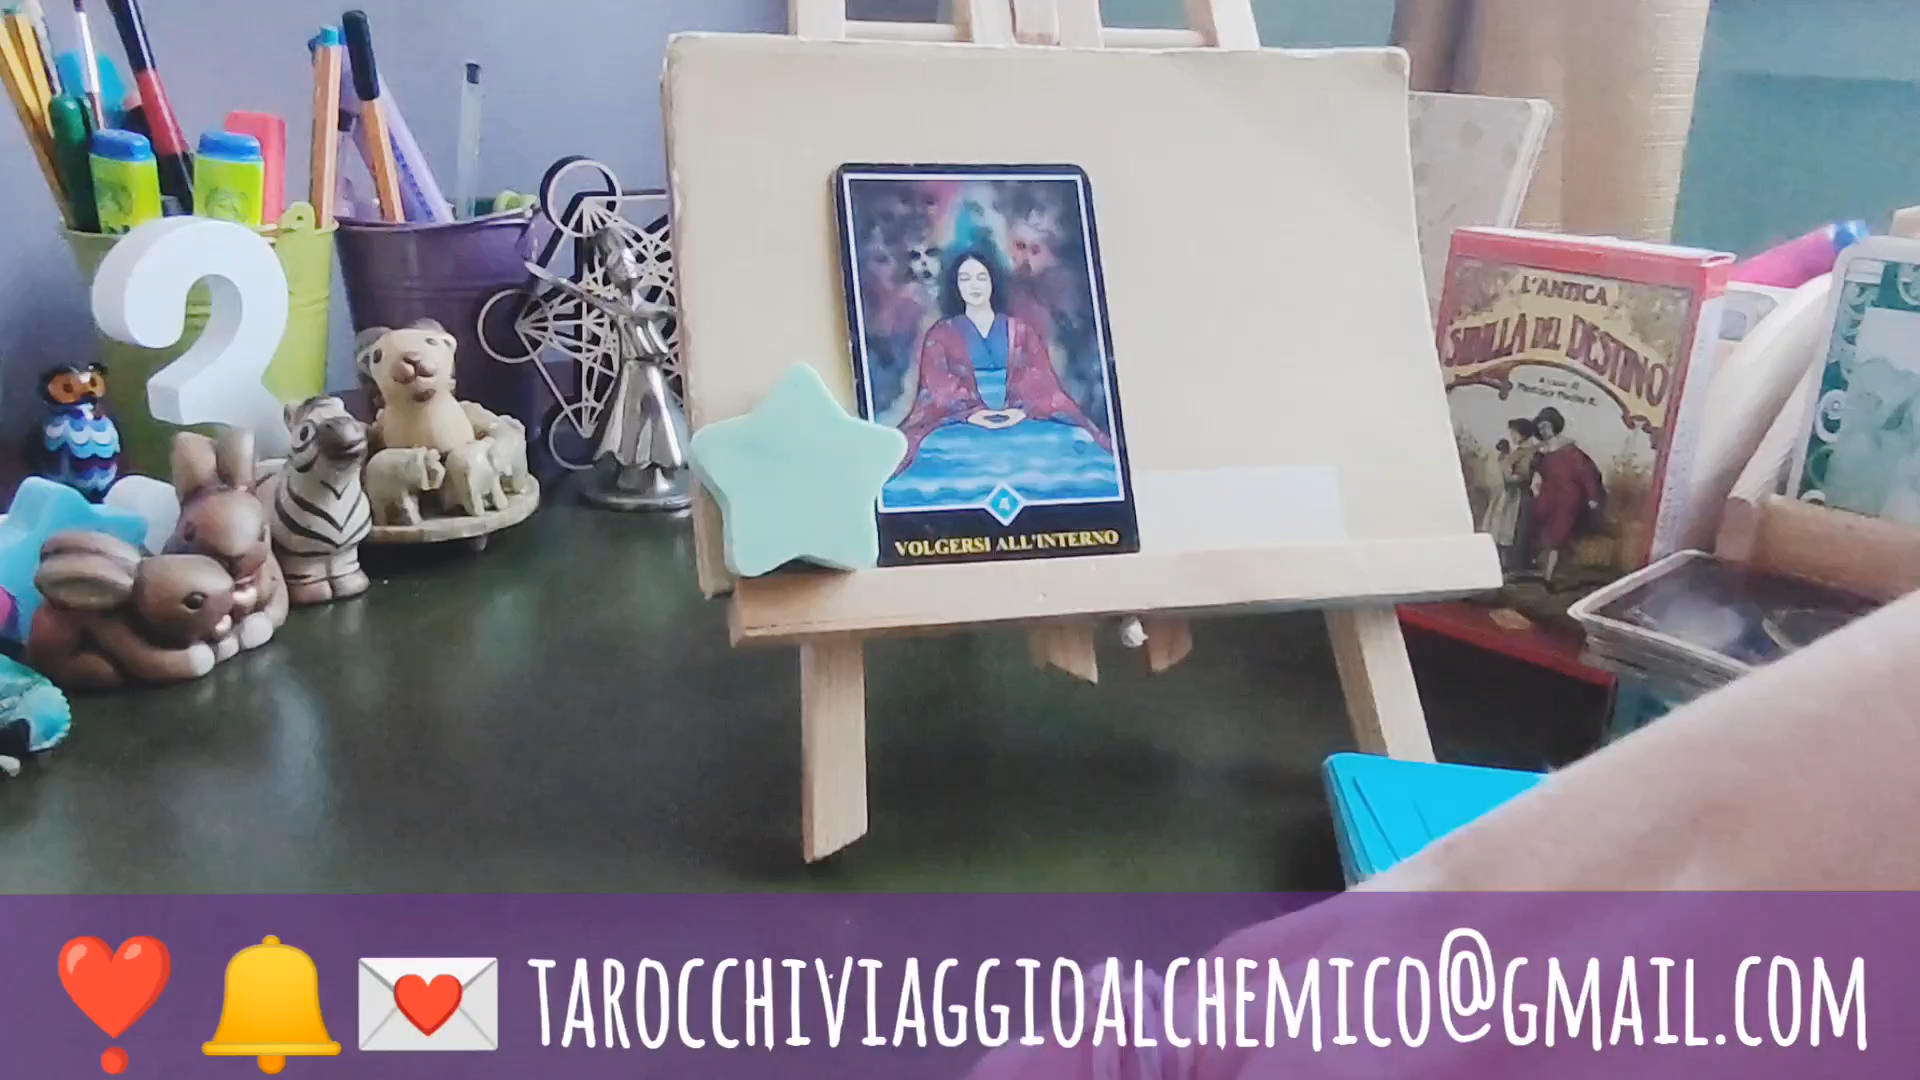 L'ANTICA
SIBILLA DEL DESTINO
4
VOLGERSI ALL'INTERNO
TAROCCHIVIAGGIOALCHEMICO@GMAIL.COM